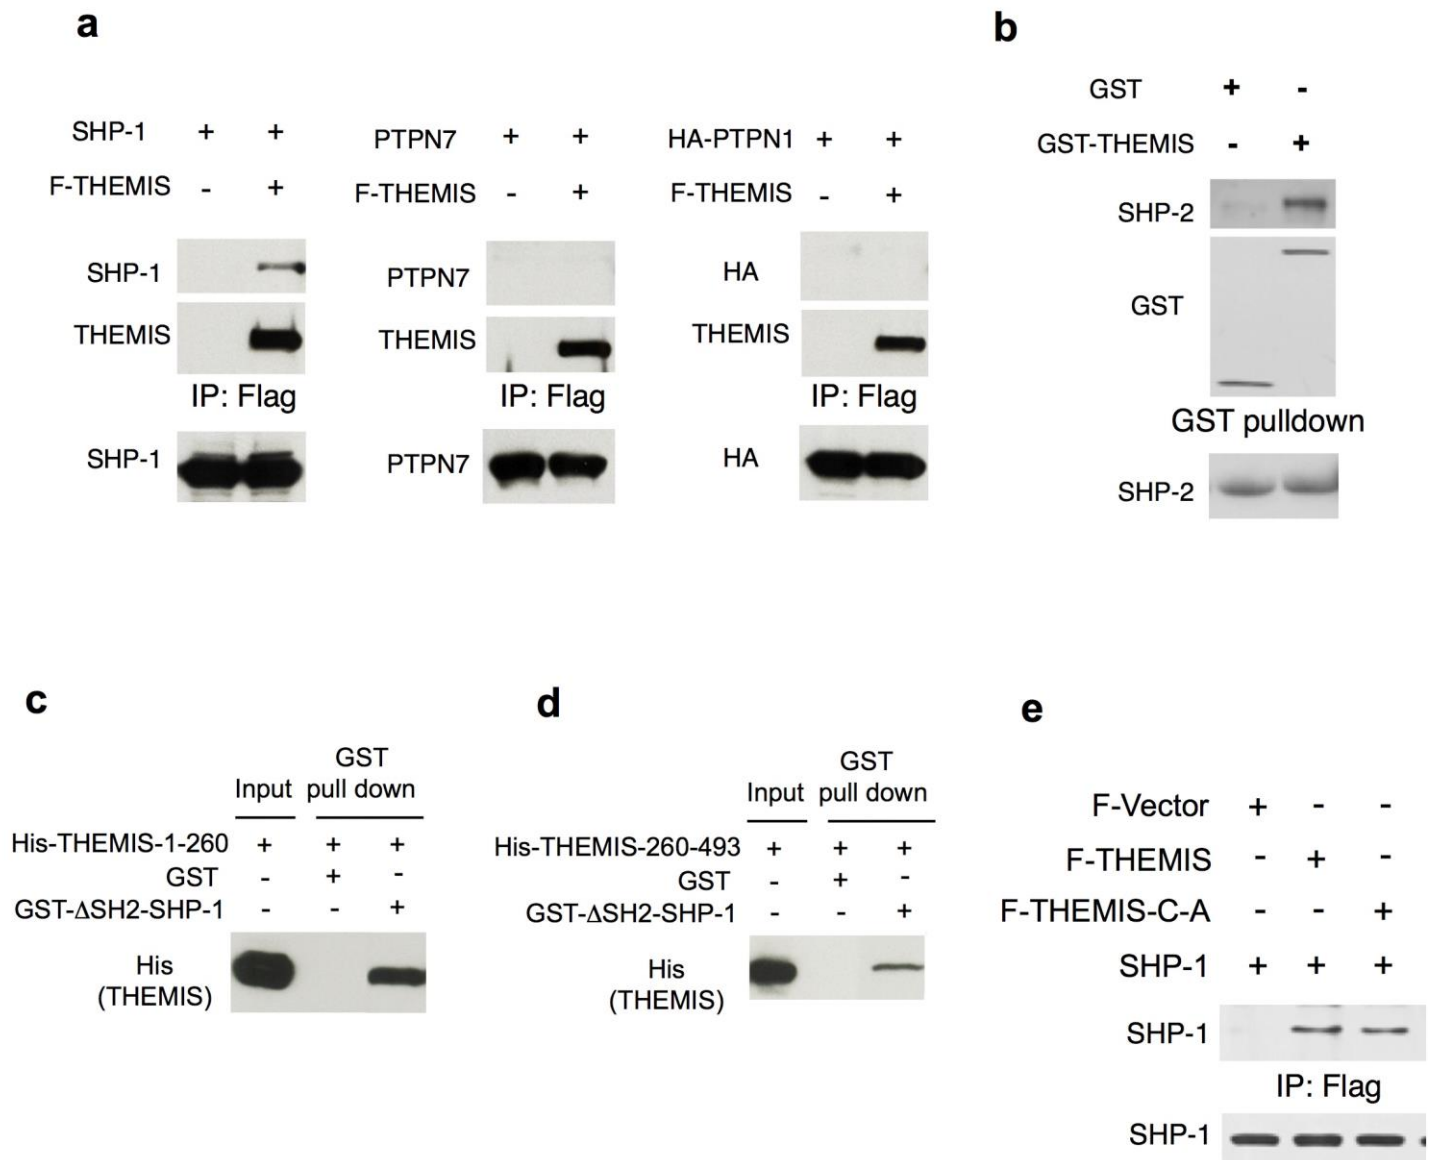 a
SHP-1 + +
F-THEMIS - +
SHP-1
THEMIS
IP: Flag
SHP-1
PTPN7 + +
F-THEMIS - +
PTPN7
THEMIS
IP: Flag
PTPN7
HA-PTPN1 + +
F-THEMIS - +
HA
THEMIS
IP: Flag
HA
b
GST + -
GST-THEMIS - +
SHP-2
GST
GST pulldown
SHP-2
c
GST
Input pull down
His-THEMIS-1-260 + + +
GST - + -
GST-ΔSH2-SHP-1 - - +
His
(THEMIS)
d
GST
Input pull down
His-THEMIS-260-493 + + +
GST - + -
GST-ΔSH2-SHP-1 - - +
His
(THEMIS)
e
F-Vector + - -
F-THEMIS - + -
F-THEMIS-C-A - - +
SHP-1 + + +
SHP-1
IP: Flag
SHP-1